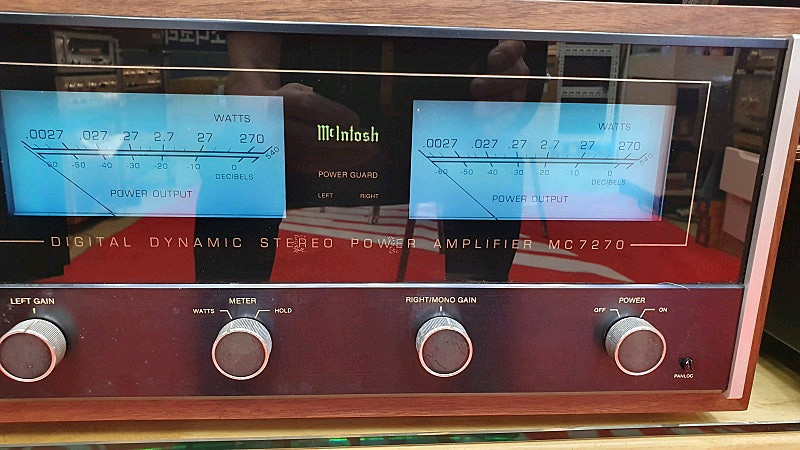 WATTS
.0027 .027 .27 2.7 27 270 540
-60 -50 -40 -30 -20 -10 0
DECIBELS
POWER OUTPUT
McIntosh
POWER GUARD
LEFT RIGHT
WATTS
.0027 .027 .27 2.7 27 270 540
-60 -50 -40 -30 -20 -10 0
DECIBELS
POWER OUTPUT
DIGITAL DYNAMIC STEREO POWER AMPLIFIER MC7270
LEFT GAIN
METER
WATTS HOLD
RIGHT/MONO GAIN
POWER
OFF ON
PANLOC